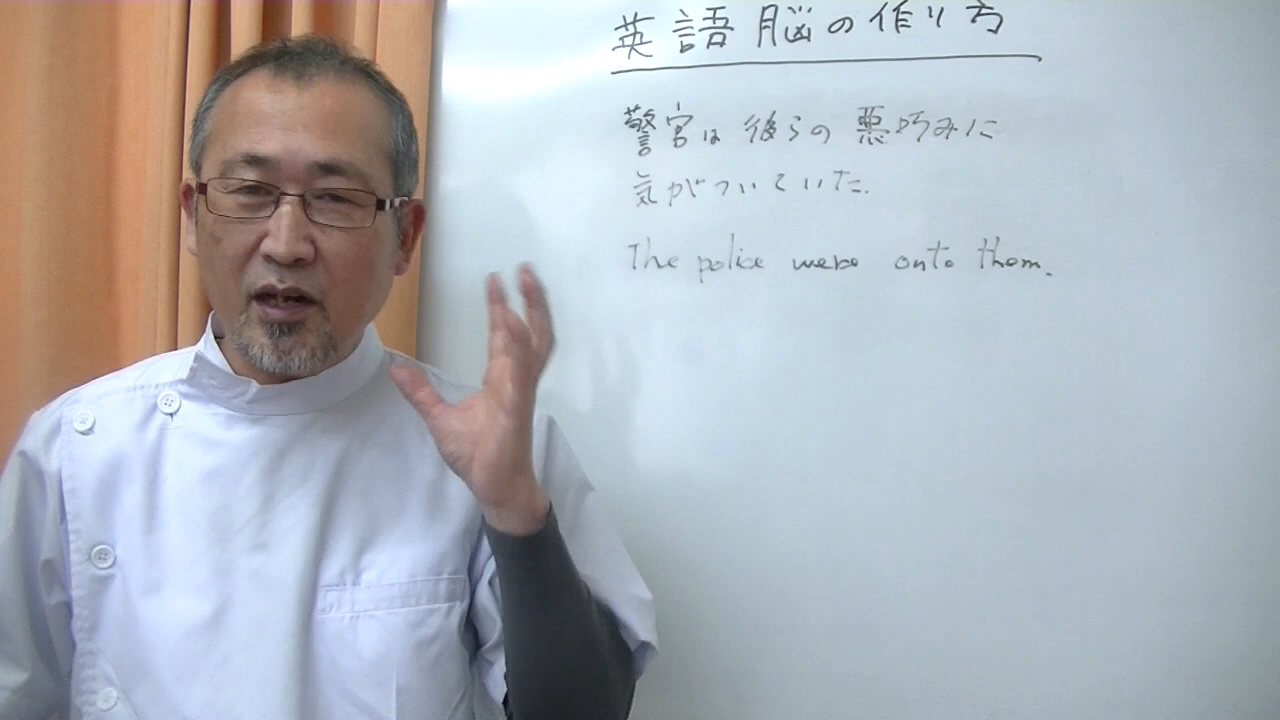 英語脳の作り方
警官は彼らの悪巧みに
気がついていた.
The police were onto them.